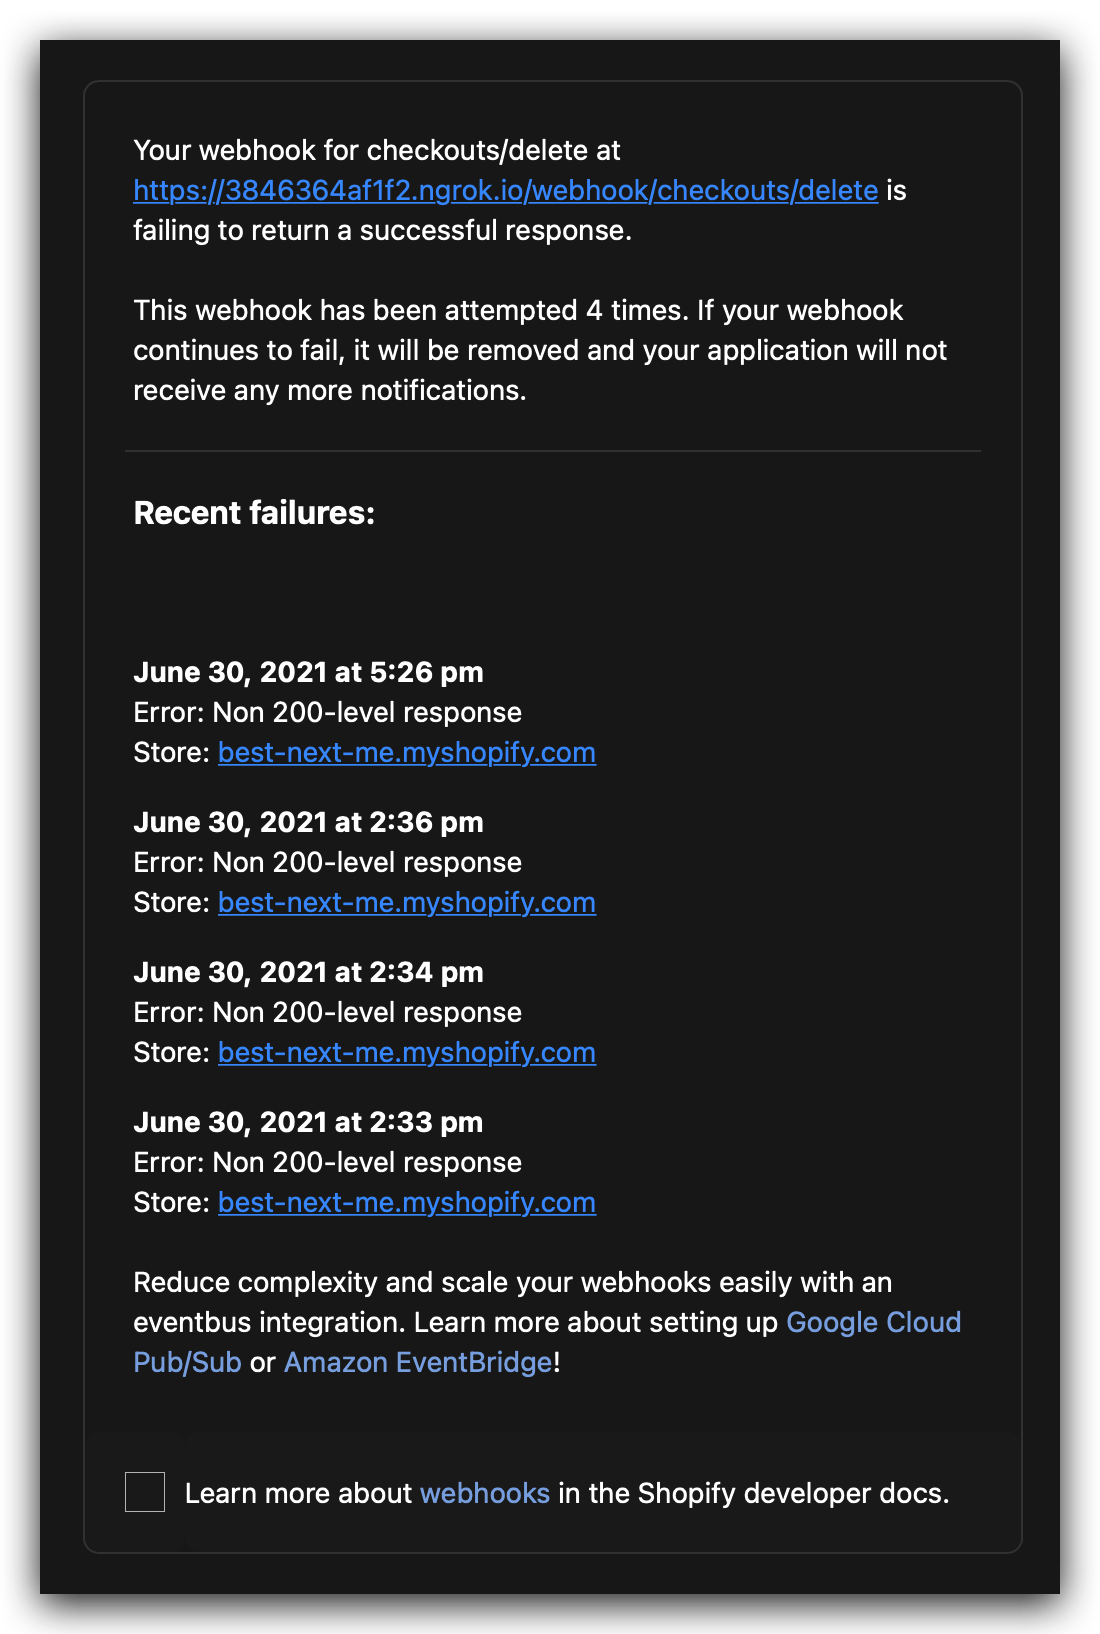 Your webhook for checkouts/delete at
https://3846364af1f2.ngrok.io/webhook/checkouts/delete is
failing to return a successful response.
This webhook has been attempted 4 times. If your webhook
continues to fail, it will be removed and your application will not
receive any more notifications.
Recent failures:
June 30, 2021 at 5:26 pm
Error: Non 200-level response
Store: best-next-me.myshopify.com
June 30, 2021 at 2:36 pm
Error: Non 200-level response
Store: best-next-me.myshopify.com
June 30, 2021 at 2:34 pm
Error: Non 200-level response
Store: best-next-me.myshopify.com
June 30, 2021 at 2:33 pm
Error: Non 200-level response
Store: best-next-me.myshopify.com
Reduce complexity and scale your webhooks easily with an
eventbus integration. Learn more about setting up Google Cloud
Pub/Sub or Amazon EventBridge!
Learn more about webhooks in the Shopify developer docs.